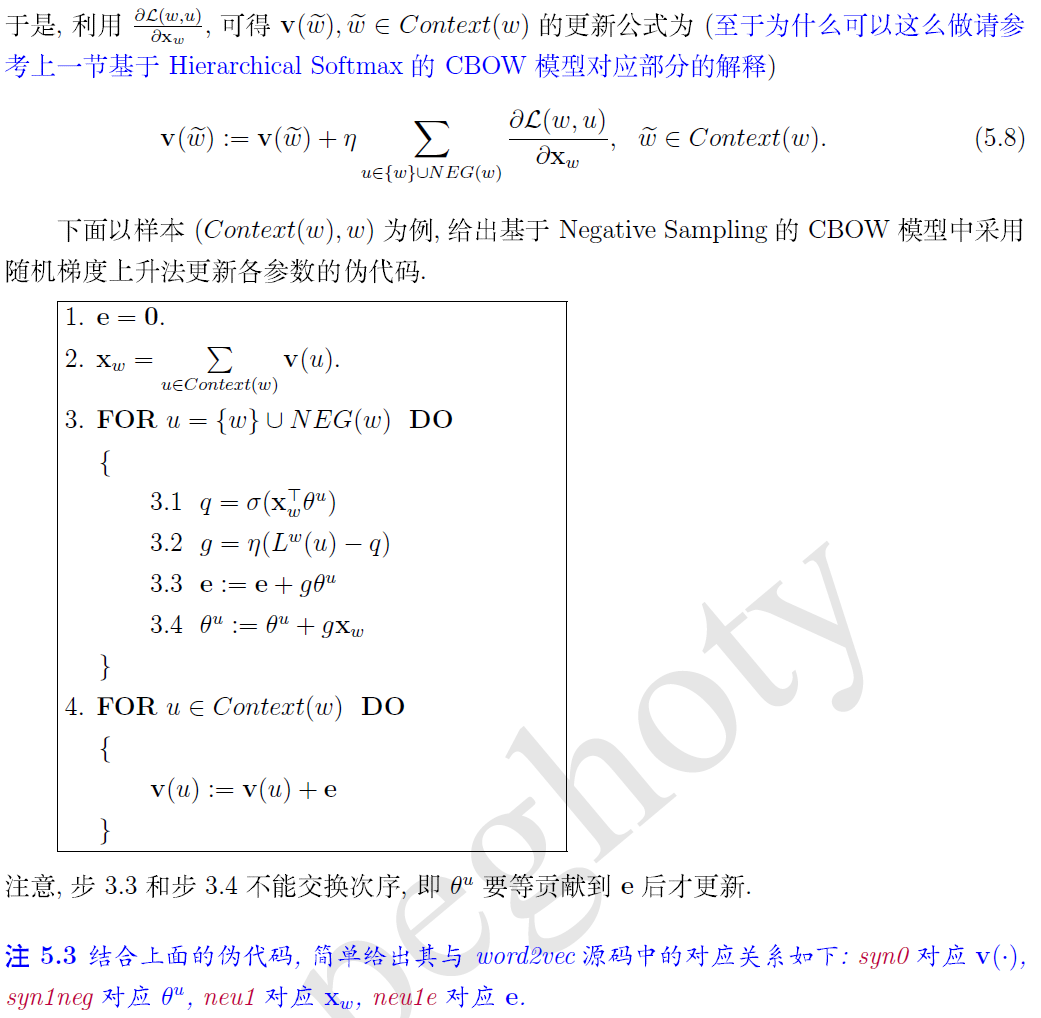 于是, 利用 ∂𝓛(w,u)/∂x_w, 可得 v(w̃), w̃ ∈ Context(w) 的更新公式为 (至于为什么可以这么做请参
考上一节基于 Hierarchical Softmax 的 CBOW 模型对应部分的解释)
v(w̃) := v(w̃) + η ∑_{u∈{w}∪NEG(w)} ∂𝓛(w, u)/∂x_w, w̃ ∈ Context(w). (5.8)
下面以样本 (Context(w), w) 为例, 给出基于 Negative Sampling 的 CBOW 模型中采用
随机梯度上升法更新各参数的伪代码.
1. e = 0.
2. x_w = ∑_{u∈Context(w)} v(u).
3. FOR u = {w} ∪ NEG(w) DO
{
3.1 q = σ(x_w^⊤ θ^u)
3.2 g = η(L^w(u) − q)
3.3 e := e + gθ^u
3.4 θ^u := θ^u + gx_w
}
4. FOR u ∈ Context(w) DO
{
v(u) := v(u) + e
}
注意, 步 3.3 和步 3.4 不能交换次序, 即 θ^u 要等贡献到 e 后才更新.
注 5.3 结合上面的伪代码, 简单给出其与 word2vec 源码中的对应关系如下: syn0 对应 v(·),
syn1neg 对应 θ^u, neu1 对应 x_w, neu1e 对应 e.
peghoty